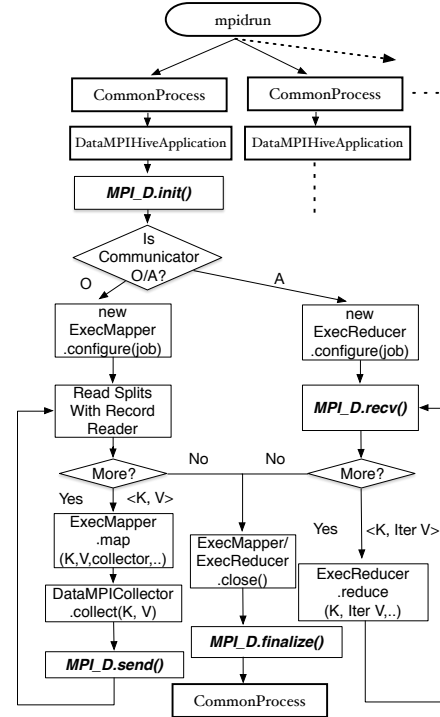 mpidrun
CommonProcess
CommonProcess
DataMPIHiveApplication
DataMPIHiveApplication
MPI_D.init()
Is
Communicator
O/A?
O
A
new
ExecMapper
.configure(job)
new
ExecReducer
.configure(job)
Read Splits
With Record
Reader
MPI_D.recv()
More?
No
No
More?
Yes
<K, V>
Yes
<K, Iter V>
ExecMapper
.map
(K,V,collector,..)
ExecMapper/
ExecReducer
.close()
ExecReducer
.reduce
(K, Iter V,..)
DataMPICollector
.collect(K, V)
MPI_D.finalize()
MPI_D.send()
CommonProcess